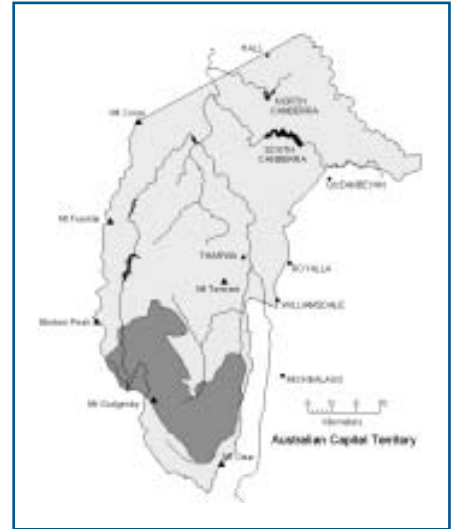 HALL
NORTH
CANBERRA
Mt Coree
SOUTH
CANBERRA
QUEANBEYAN
Mt Franklin
THARWA
ROYALLA
Mt Tennent
WILLIAMSDALE
Bimberi Peak
MICHELAGO
Mt Gudgenby
Kilometers
Australian Capital Territory
Mt Clear